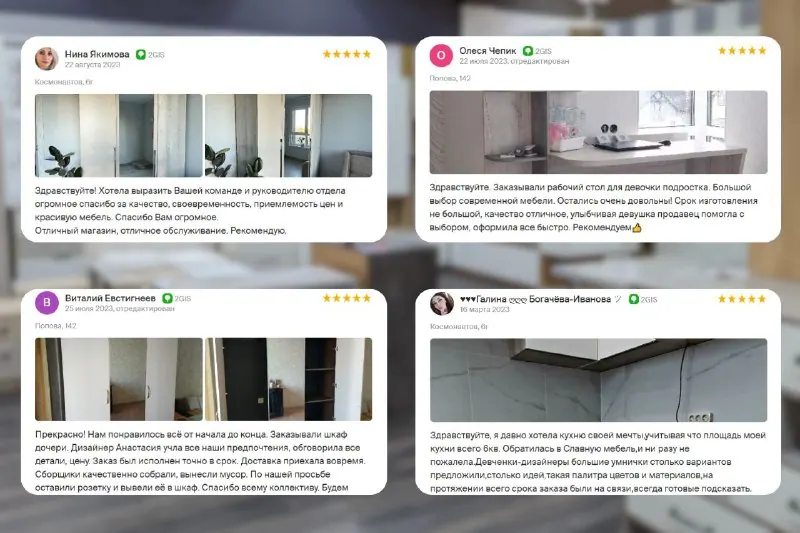 Нина Якимова 2GIS
22 августа 2023
Космонавтов, 6г
Здравствуйте! Хотела выразить Вашей команде и руководителю отдела
огромное спасибо за качество, своевременность, приемлемость цен и
красивую мебель. Спасибо Вам огромное.
Отличный магазин, отличное обслуживание. Рекомендую.
О
Олеся Чепик 2GIS
22 июля 2023, отредактирован
Попова, 142
Здравствуйте. Заказывали рабочий стол для девочки подростка. Большой
выбор современной мебели. Остались очень довольны! Срок изготовления
не большой, качество отличное, улыбчивая девушка продавец помогла с
выбором, оформила все быстро. Рекомендуем👍
В
Виталий Евстигнеев 2GIS
25 июля 2023, отредактирован
Попова, 142
Прекрасно! Нам понравилось всё от начала до конца. Заказывали шкаф
дочери. Дизайнер Анастасия учла все наши предпочтения, обговорила все
детали, цену. Заказ был исполнен точно в срок. Доставка приехала вовремя.
Сборщики качественно собрали, вынесли мусор. По нашей просьбе
оставили розетку и вывели её в шкаф. Спасибо всему коллективу. Будем
♥♥♥Галина ღღღ Богачёва-Иванова ツ 2GIS
16 марта 2023
Космонавтов, 6г
Здравствуйте, я давно хотела кухню своей мечты,учитывая что площадь моей
кухни всего 6кв. Обратилась в Славную мебель,и ни разу не
пожалела.Девченки-дизайнеры большие умнички столько вариантов
предложили,столько идей,такая палитра цветов и материалов,на
протяжении всего срока заказа были на связи,всегда готовые подсказать.